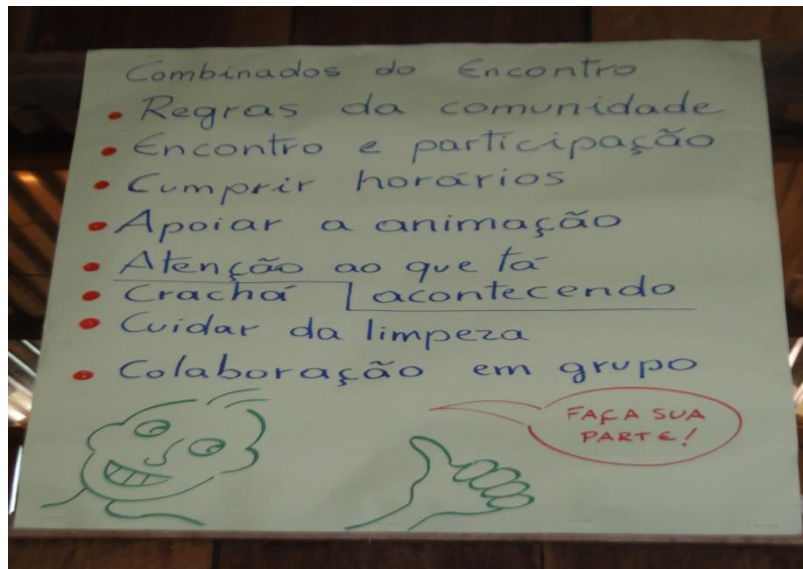 Combinados do Encontro
• Regras da comunidade
• Encontro e participação
• Cumprir horários
• Apoiar a animação
• Atenção ao que tá
acontecendo
• Crachá
• Cuidar da limpeza
• Colaboração em grupo
FAÇA SUA
PARTE!